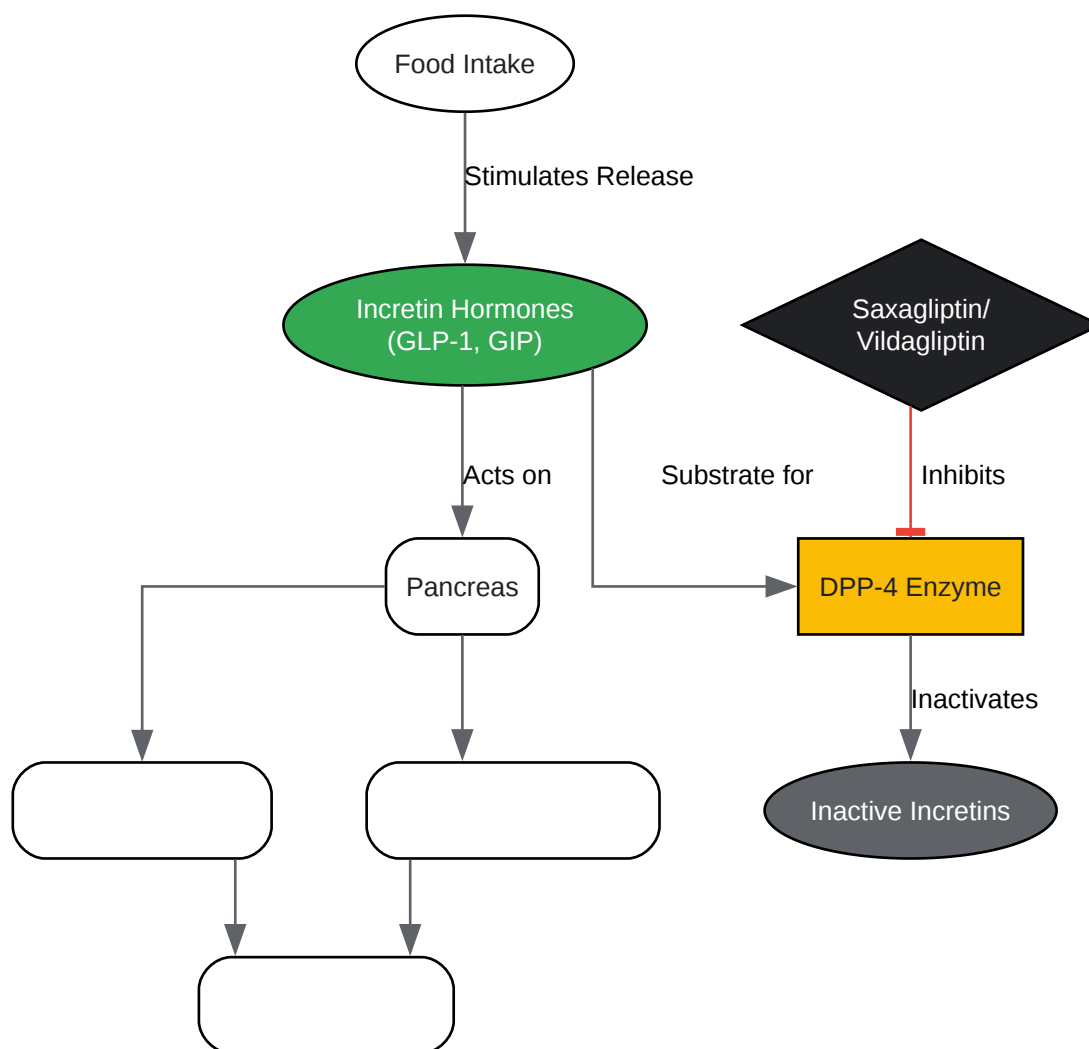 Food Intake
Stimulates Release
Incretin Hormones
(GLP-1, GIP)
Saxagliptin/
Vildagliptin
Acts on
Substrate for
Inhibits
Pancreas
DPP-4 Enzyme
Inactivates
Inactive Incretins